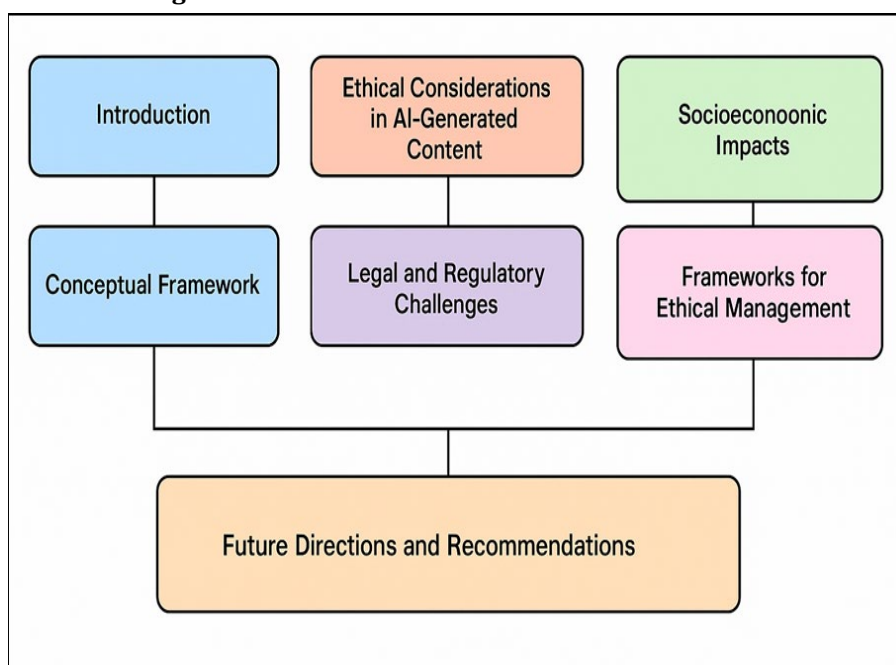 Introduction
Ethical Considerations
in AI-Generated
Content
Socioeconoonic
Impacts
Conceptual Framework
Legal and Regulatory
Challenges
Frameworks for
Ethical Management
Future Directions and Recommendations